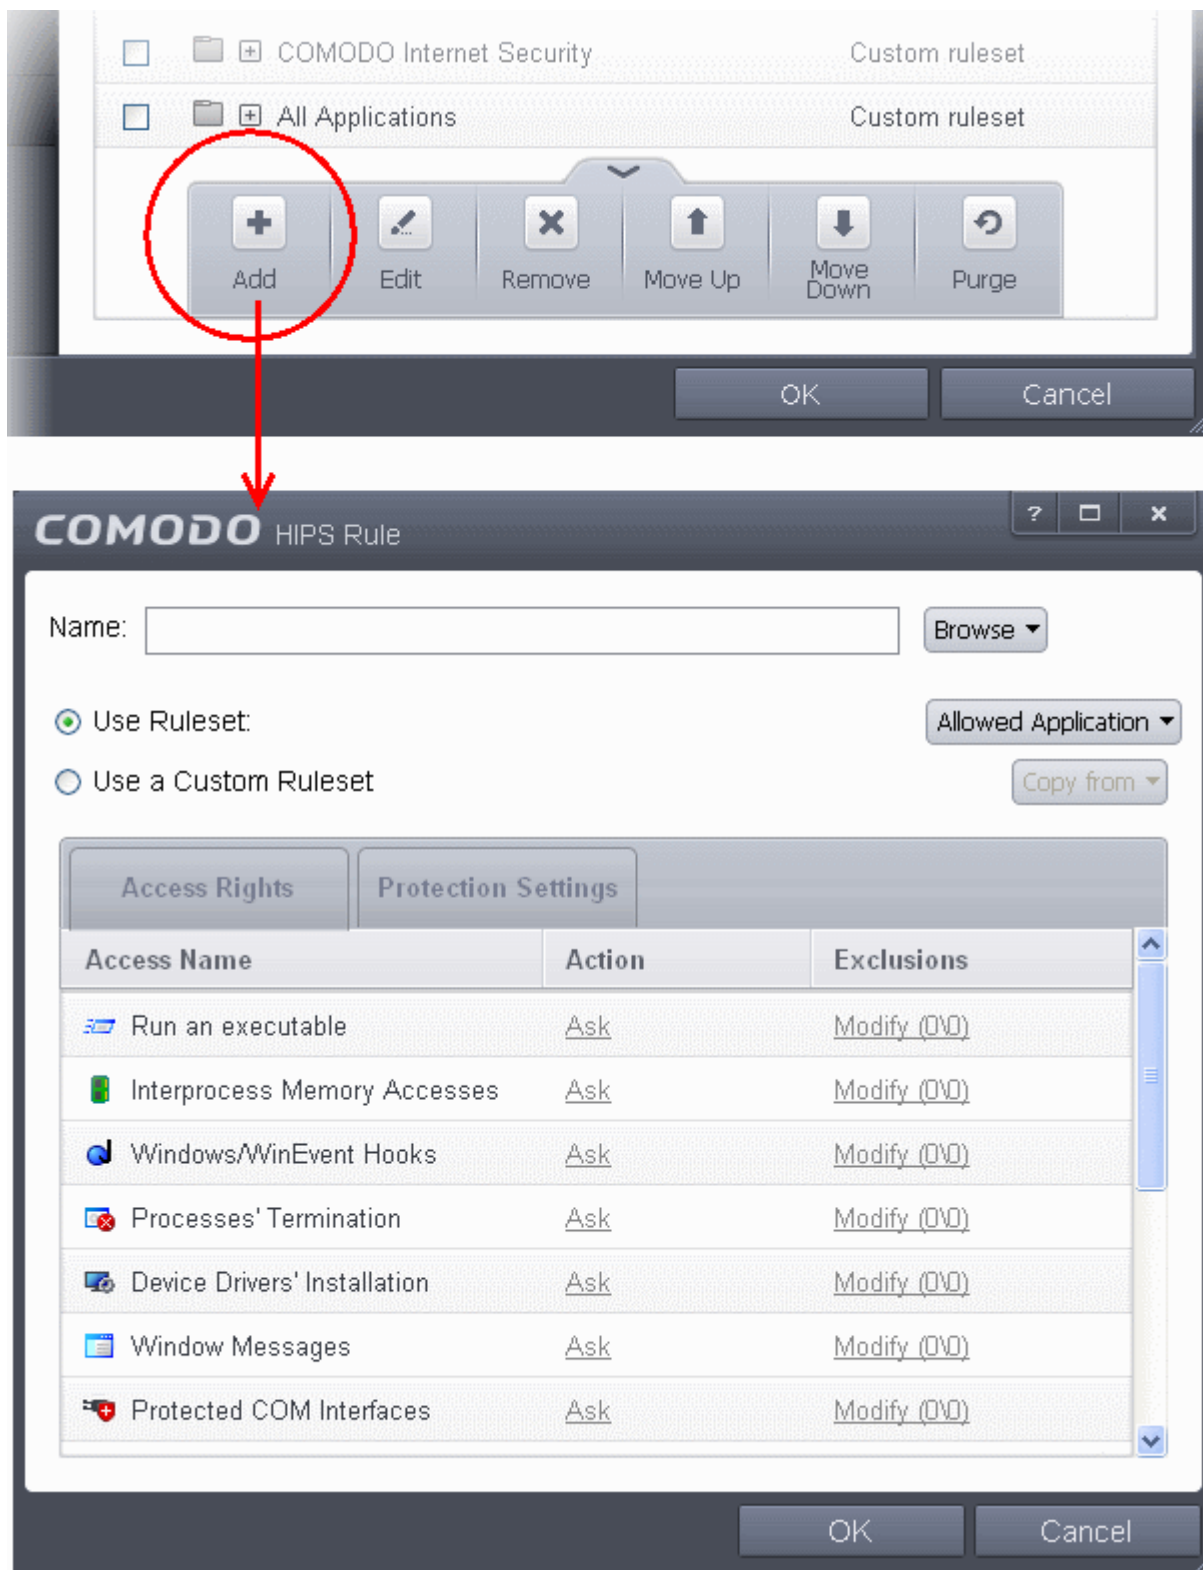 COMODO Internet Security Custom ruleset
All Applications Custom ruleset
Add Edit Remove Move Up Move Down Purge
OK Cancel
COMODO HIPS Rule ?
Name: Browse
Use Ruleset: Allowed Application
Use a Custom Ruleset Copy from
Access Rights Protection Settings
Access Name Action Exclusions
Run an executable Ask Modify (0\0)
Interprocess Memory Accesses Ask Modify (0\0)
Windows/WinEvent Hooks Ask Modify (0\0)
Processes' Termination Ask Modify (0\0)
Device Drivers' Installation Ask Modify (0\0)
Window Messages Ask Modify (0\0)
Protected COM Interfaces Ask Modify (0\0)
OK Cancel